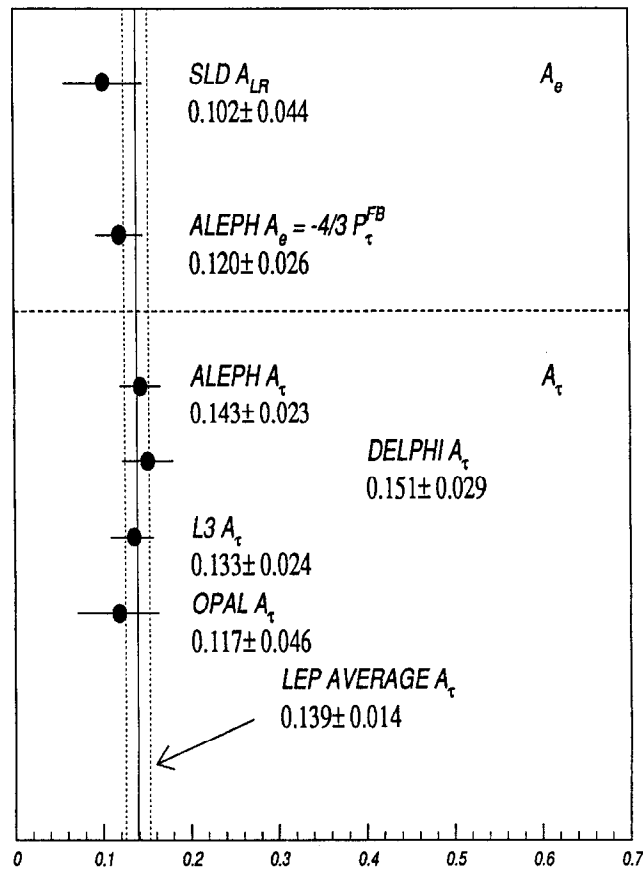 SLD A_LR A_e
0.102± 0.044
ALEPH A_e = -4/3 P_τ^FB
0.120± 0.026
ALEPH A_τ A_τ
0.143± 0.023
DELPHI A_τ
0.151± 0.029
L3 A_τ
0.133± 0.024
OPAL A_τ
0.117± 0.046
LEP AVERAGE A_τ
0.139± 0.014
0 0.1 0.2 0.3 0.4 0.5 0.6 0.7